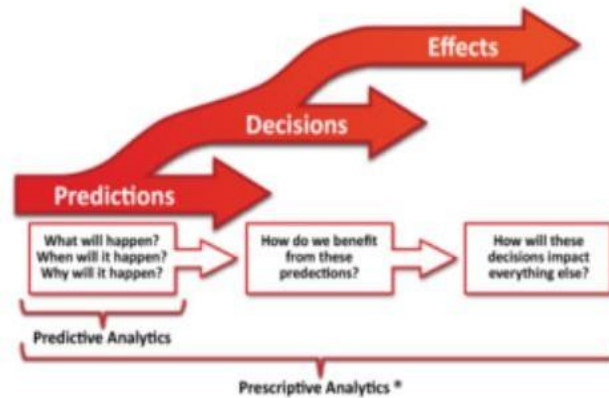 Effects
Decisions
Predictions
What will happen?
When will it happen?
Why will it happen?
How do we benefit
from these
predections?
How will these
decisions impact
everything else?
Predictive Analytics
Prescriptive Analytics ®